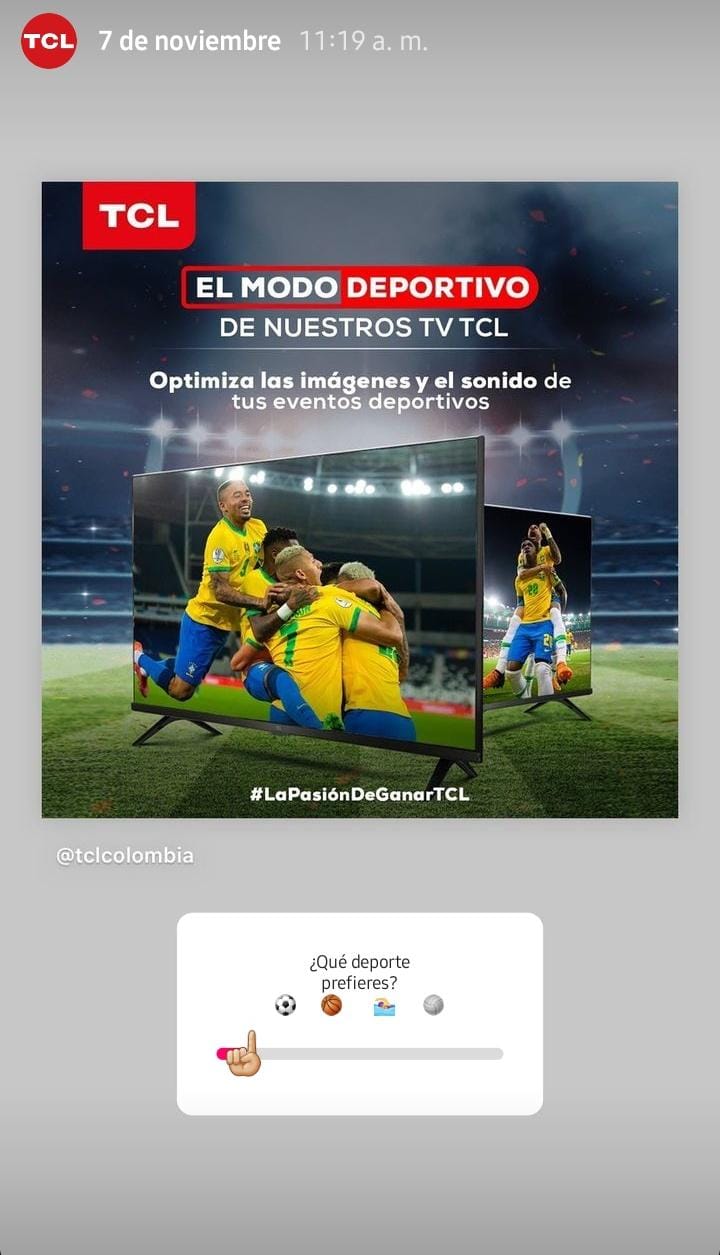 TCL 7 de noviembre 11:19 a. m.
TCL
EL MODO DEPORTIVO
DE NUESTROS TV TCL
Optimiza las imágenes y el sonido de
tus eventos deportivos
20
#LaPasiónDeGanarTCL
@tclcolombia
¿Qué deporte
prefieres?